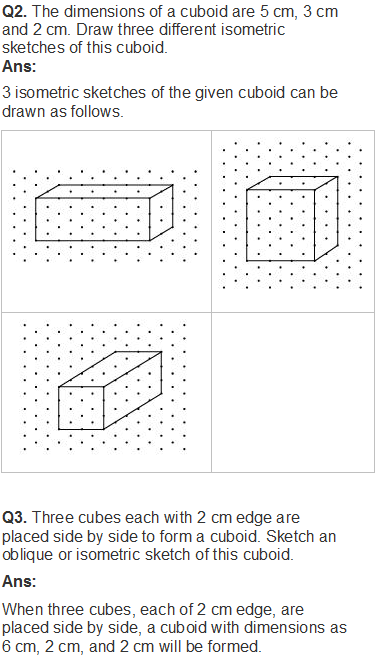 Q2. The dimensions of a cuboid are 5 cm, 3 cm
and 2 cm. Draw three different isometric
sketches of this cuboid.
Ans:
3 isometric sketches of the given cuboid can be
drawn as follows.
Q3. Three cubes each with 2 cm edge are
placed side by side to form a cuboid. Sketch an
oblique or isometric sketch of this cuboid.
Ans:
When three cubes, each of 2 cm edge, are
placed side by side, a cuboid with dimensions as
6 cm, 2 cm, and 2 cm will be formed.